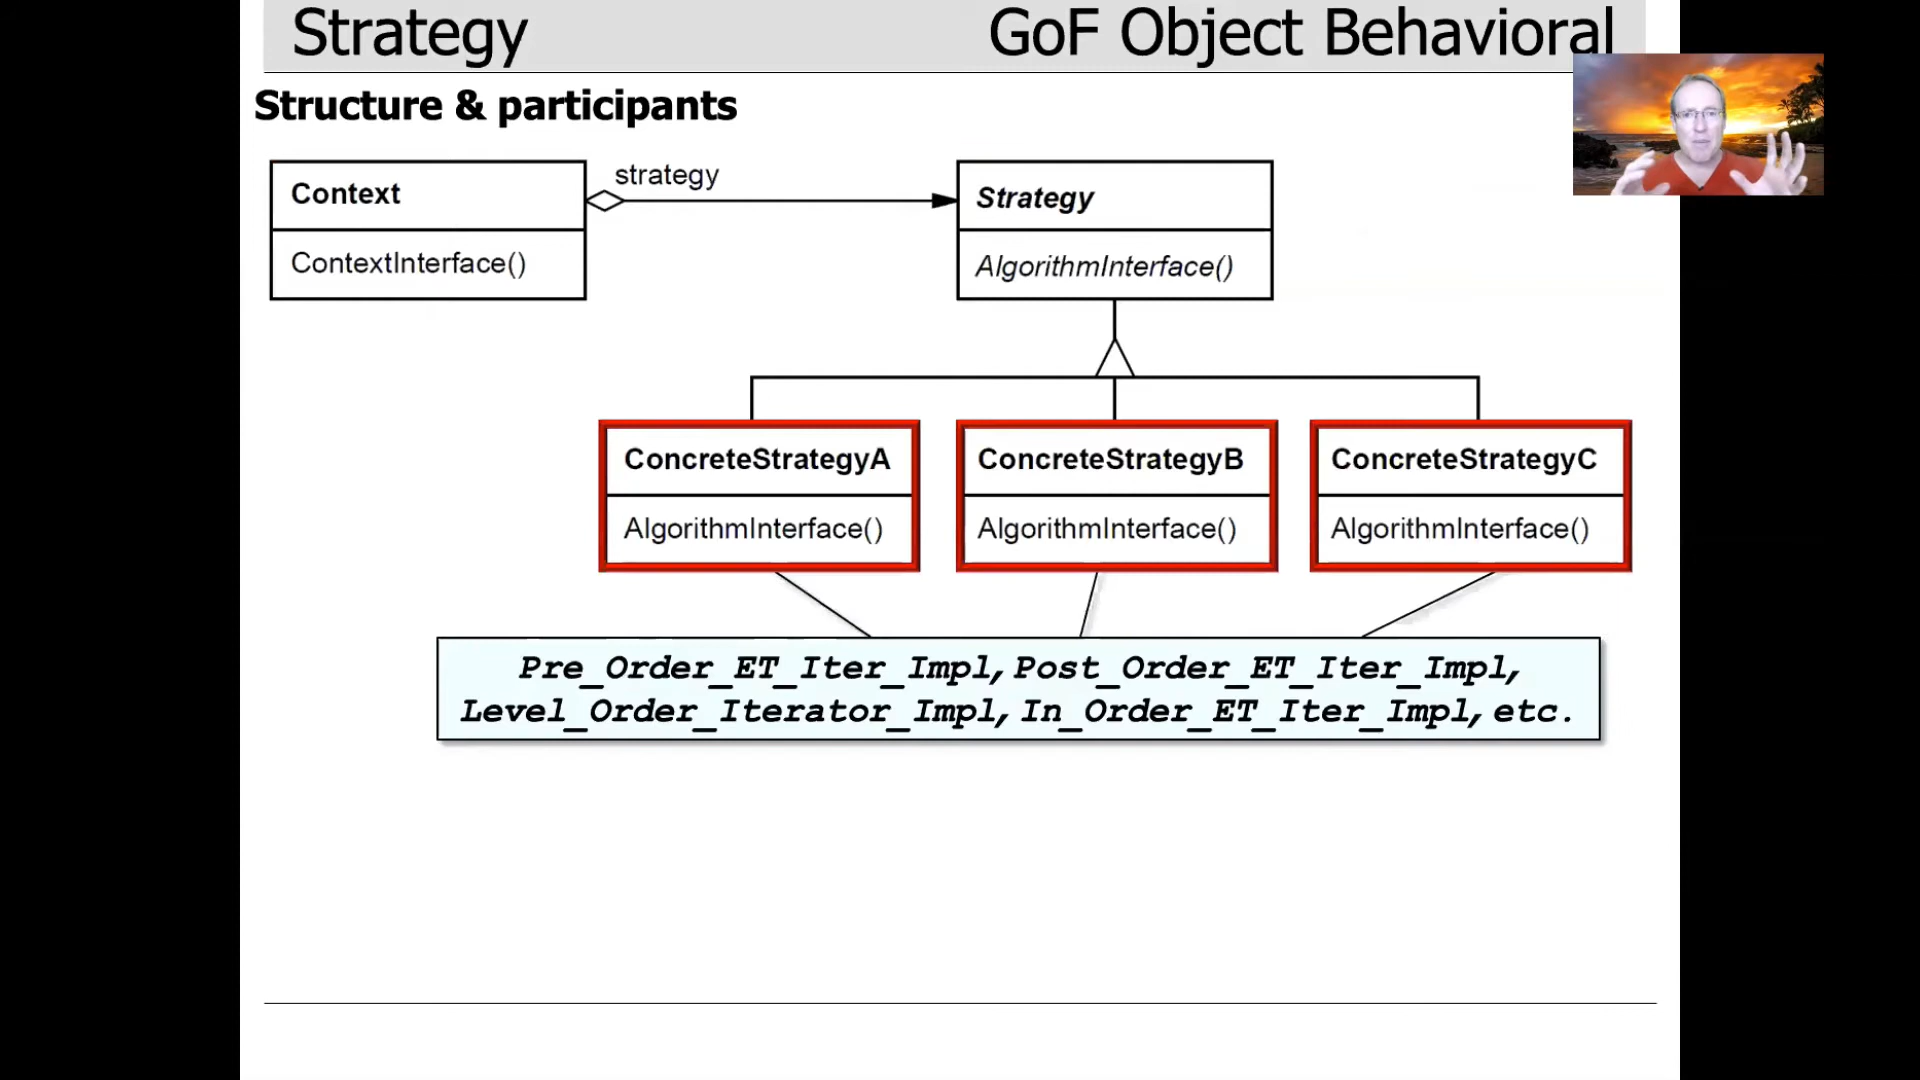 Strategy
GoF Object Behavioral
Structure & participants
Context
ContextInterface()
strategy
Strategy
AlgorithmInterface()
ConcreteStrategyA
AlgorithmInterface()
ConcreteStrategyB
AlgorithmInterface()
ConcreteStrategyC
AlgorithmInterface()
Pre_Order_ET_Iter_Impl, Post_Order_ET_Iter_Impl,
Level_Order_Iterator_Impl, In_Order_ET_Iter_Impl, etc.